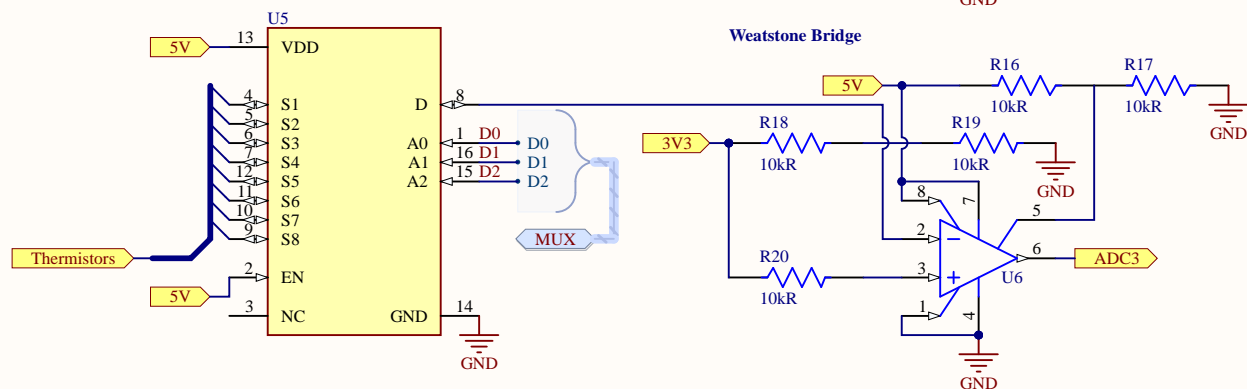 GND
U5
Weatstone Bridge
5V
13
VDD
R16
R17
5V
10kR
10kR
4
S1
D
8
5
S2
R18
R19
GND
6
S3
A0
1
D0
D0
3V3
7
S4
A1
16
D1
D1
10kR
10kR
12
S5
A2
15
D2
D2
11
S6
GND
10
S7
8
7
5
9
S8
MUX
2
−
6
ADC3
Thermistors
R20
2
EN
3
+
U6
5V
10kR
3
NC
GND
14
1
4
GND
GND